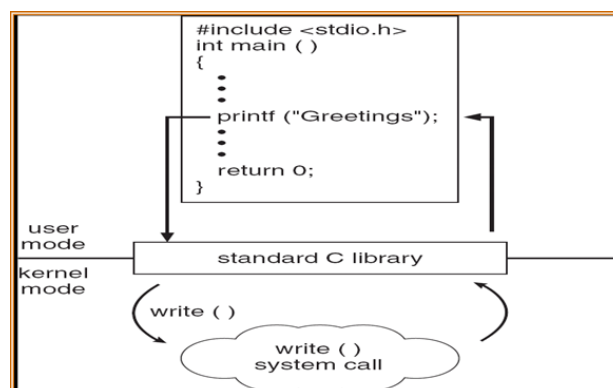 #include <stdio.h>
int main ( )
{
•
•
•
printf ("Greetings");
•
•
•
return 0;
}
user
mode
standard C library
kernel
mode
write ( )
write ( )
system call